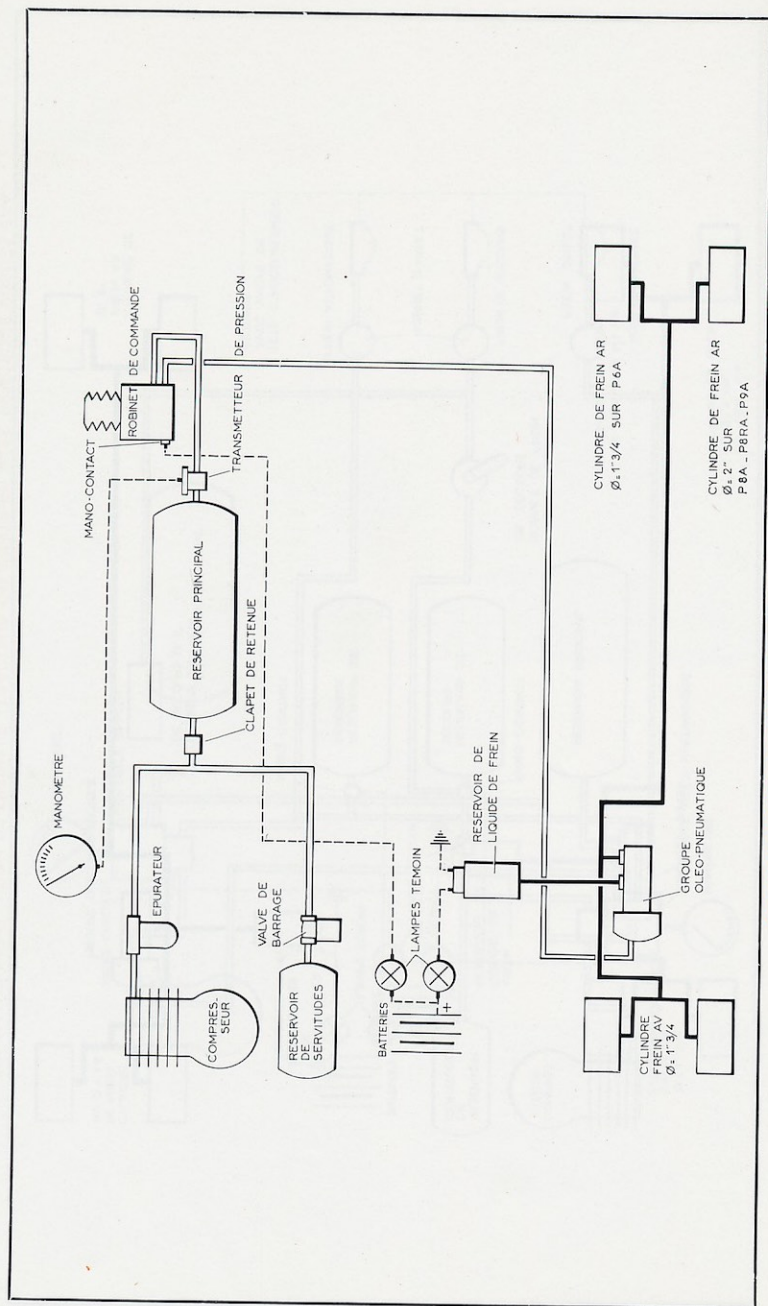 COMPRES-
SEUR
EPURATEUR
MANOMETRE
RESERVOIR
DE
SERVITUDES
VALVE DE
BARRAGE
CLAPET DE RETENUE
RESERVOIR PRINCIPAL
MANO-CONTACT
ROBINET DE COMMANDE
TRANSMETTEUR DE PRESSION
BATTERIES
+
LAMPES TEMOIN
RESERVOIR DE
LIQUIDE DE FREIN
CYLINDRE
FREIN AV
Ø= 1"3/4
GROUPE
OLEO-PNEUMATIQUE
CYLINDRE DE FREIN AR
Ø= 1"3/4 SUR P6A
CYLINDRE DE FREIN AR
Ø= 2" SUR
P8A _ P8RA _ P9A